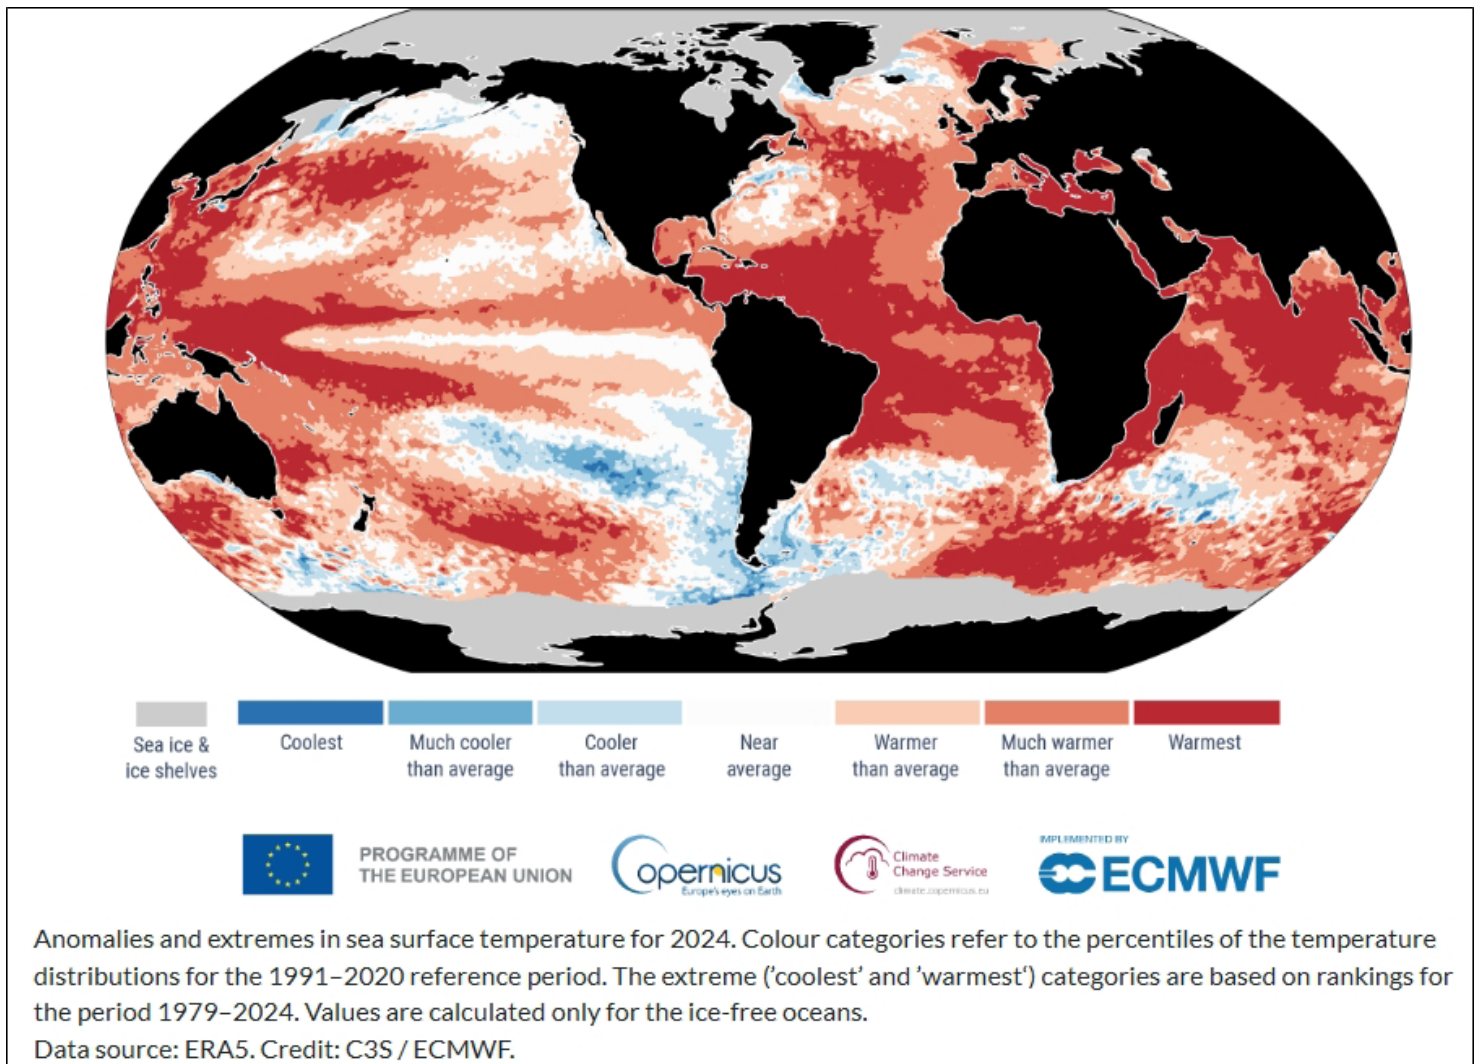 Sea ice &
ice shelves
Coolest
Much cooler
than average
Cooler
than average
Near
average
Warmer
than average
Much warmer
than average
Warmest
PROGRAMME OF
THE EUROPEAN UNION
opernicus
Europe's eyes on Earth
Climate
Change Service
climate.copernicus.eu
IMPLEMENTED BY
ECMWF
Anomalies and extremes in sea surface temperature for 2024. Colour categories refer to the percentiles of the temperature
distributions for the 1991–2020 reference period. The extreme ('coolest' and 'warmest') categories are based on rankings for
the period 1979–2024. Values are calculated only for the ice-free oceans.
Data source: ERA5. Credit: C3S / ECMWF.